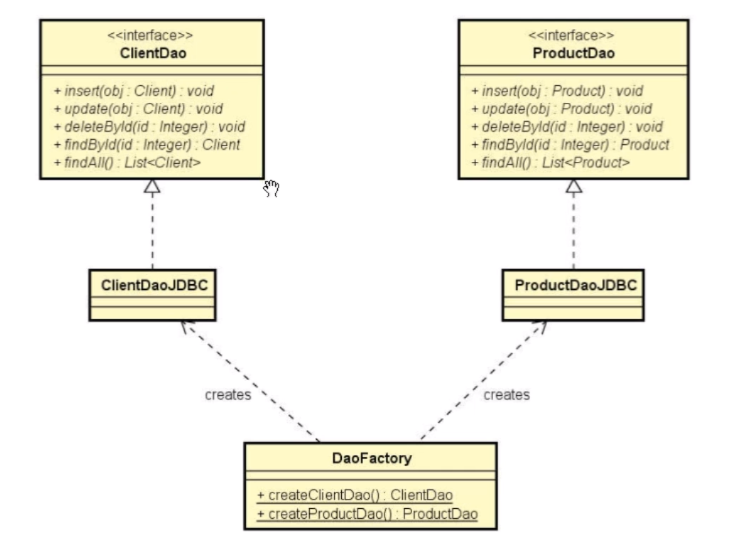 <<interface>>
ClientDao
+ insert(obj : Client) : void
+ update(obj : Client) : void
+ deleteById(id : Integer) : void
+ findById(id : Integer) : Client
+ findAll() : List<Client>
<<interface>>
ProductDao
+ insert(obj : Product) : void
+ update(obj : Product) : void
+ deleteById(id : Integer) : void
+ findById(id : Integer) : Product
+ findAll() : List<Product>
ClientDaoJDBC
ProductDaoJDBC
creates
creates
DaoFactory
+ createClientDao() : ClientDao
+ createProductDao() : ProductDao